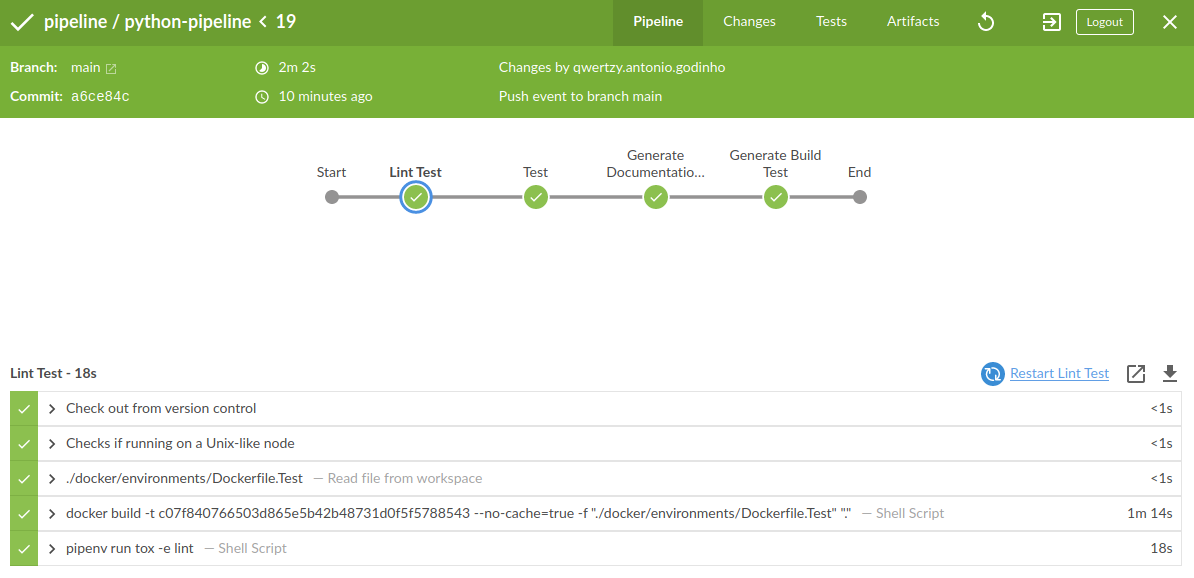 pipeline / python-pipeline < 19
Pipeline
Changes
Tests
Artifacts
Logout
Branch: main
2m 2s
Changes by qwertzy.antonio.godinho
Commit: a6ce84c
10 minutes ago
Push event to branch main
Start
Lint Test
Test
Generate
Documentatio...
Generate Build
Test
End
Lint Test - 18s
Restart Lint Test
Check out from version control
<1s
Checks if running on a Unix-like node
<1s
./docker/environments/Dockerfile.Test — Read file from workspace
<1s
docker build -t c07f840766503d865e5b42b48731d0f5f5788543 --no-cache=true -f "./docker/environments/Dockerfile.Test" "." — Shell Script
1m 14s
pipenv run tox -e lint — Shell Script
18s